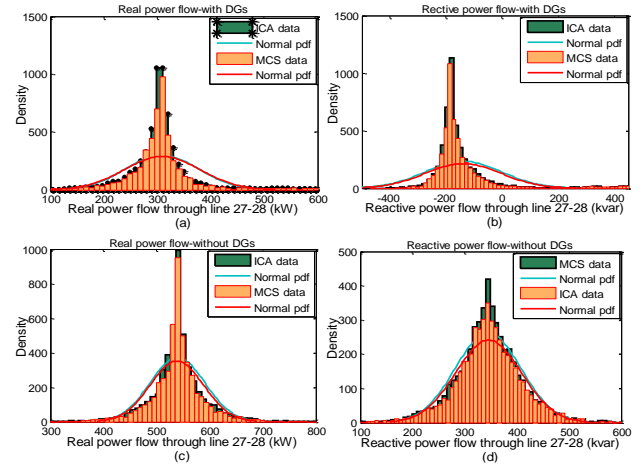 Real power flow-with DGs
1500
1000
500
0
Density
ICA data
Normal pdf
MCS data
Normal pdf
100 200 300 400 500 600
Real power flow through line 27-28 (kW)
(a)
Rective power flow-with DGs
1500
1000
500
0
Density
ICA data
Normal pdf
MCS data
Normal pdf
-400 -200 0 200 400
Reactive power flow through line 27-28 (kvar)
(b)
Real power flow-without DGs
1000
800
600
400
200
0
Density
ICA data
Normal pdf
MCS data
Normal pdf
300 400 500 600 700 800
Real power flow through line 27-28 (kW)
(c)
Reactive power flow-without DGs
500
400
300
200
100
0
Density
MCS data
Normal pdf
ICA data
Normal pdf
100 200 300 400 500 600
Reactive power flow through line 27-28 (kvar)
(d)